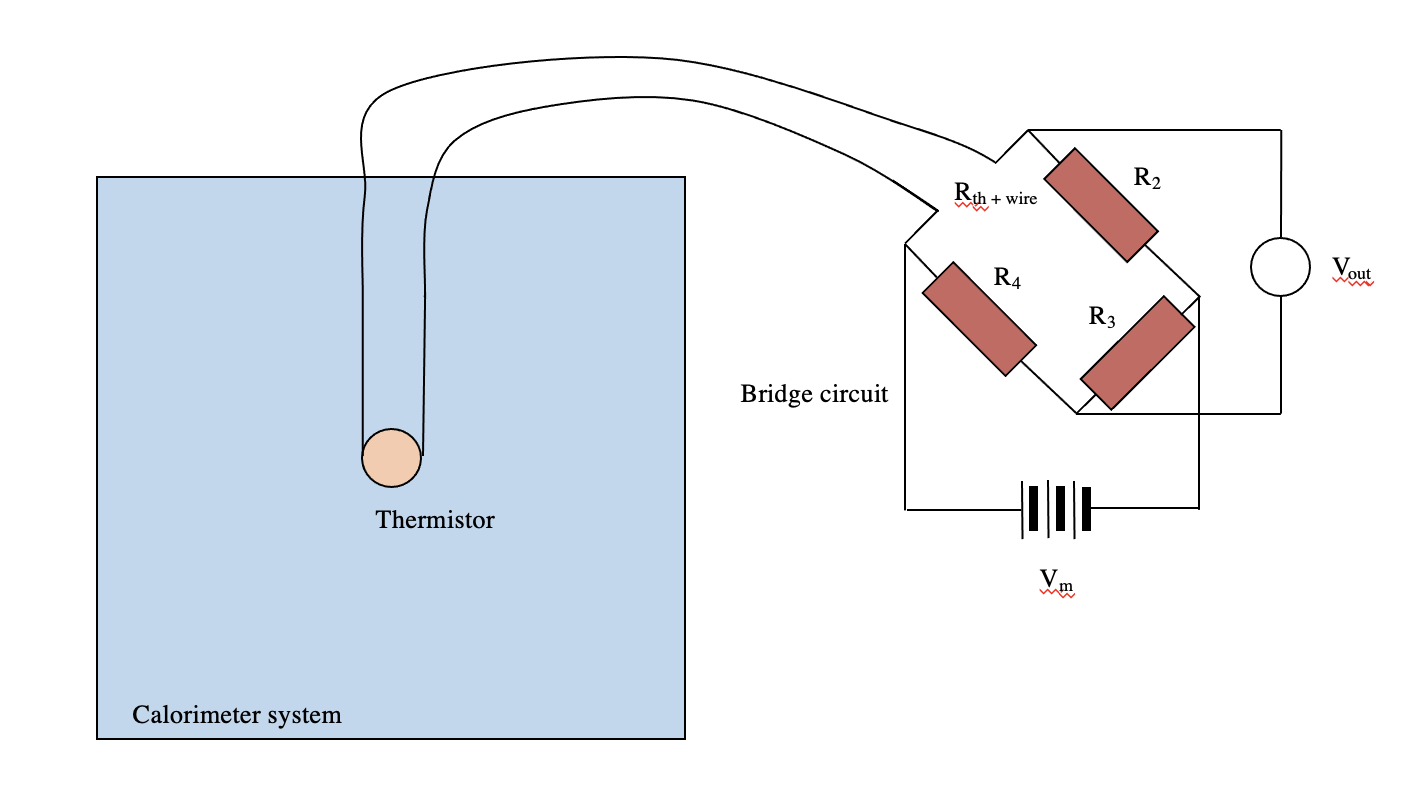 R₂
Rth + wire
Vout
R₄
R₃
Bridge circuit
Thermistor
Vm
Calorimeter system